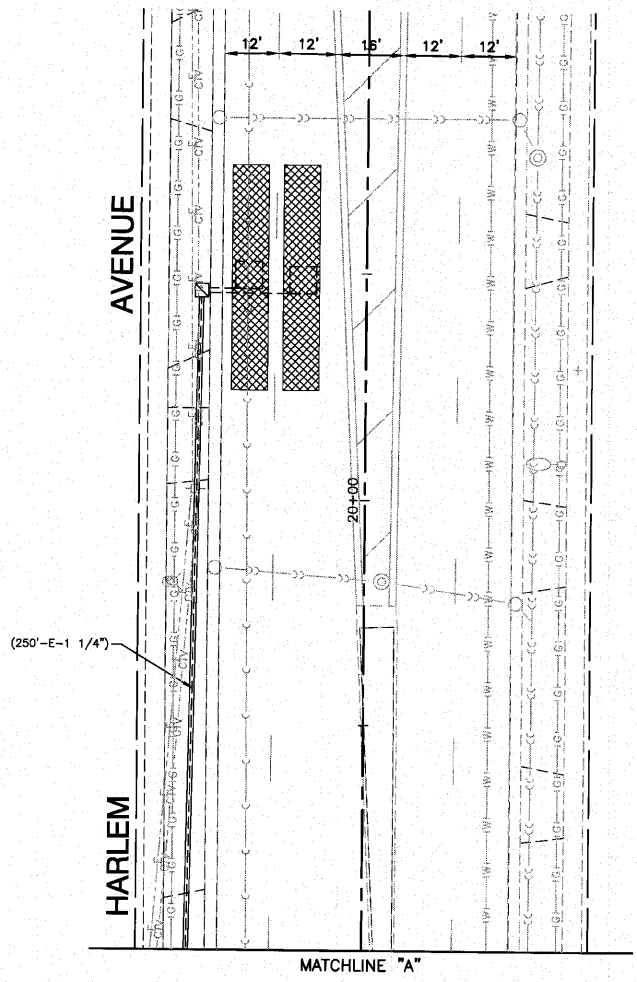 12' 12' 16' 12' 12'
AVENUE
20+00
(250'-E-1 1/4")
HARLEM
MATCHLINE "A"